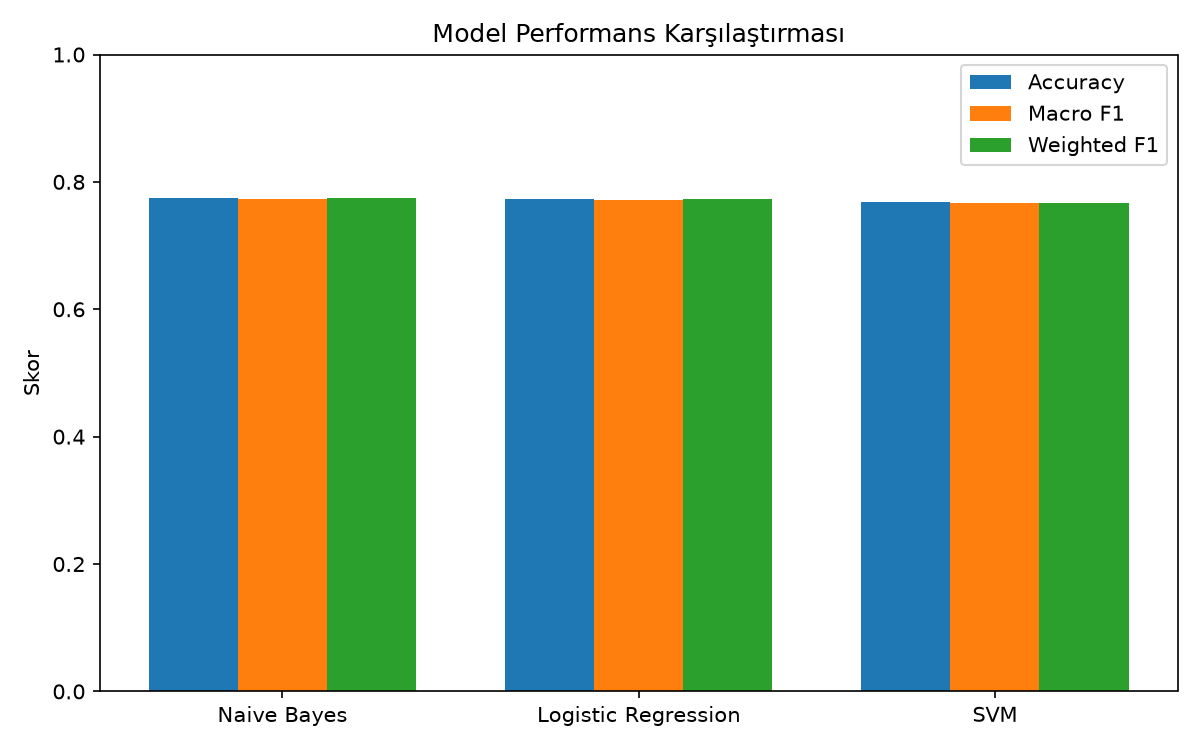 Model Performans Karşılaştırması
1.0
0.8
0.6
0.4
0.2
0.0
Skor
Accuracy
Macro F1
Weighted F1
Naive Bayes
Logistic Regression
SVM